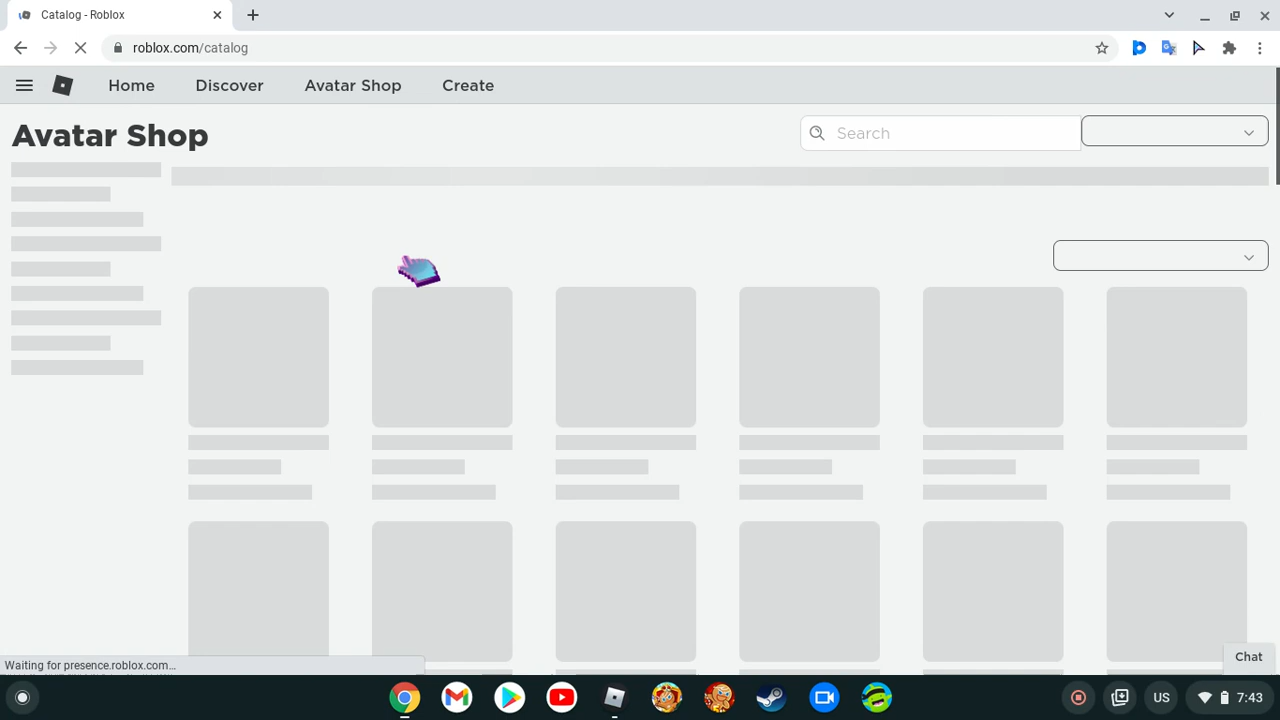 Catalog - Roblox
roblox.com/catalog
Home Discover Avatar Shop Create
Avatar Shop
Search
Chat
Waiting for presence.roblox.com...
US 7:43